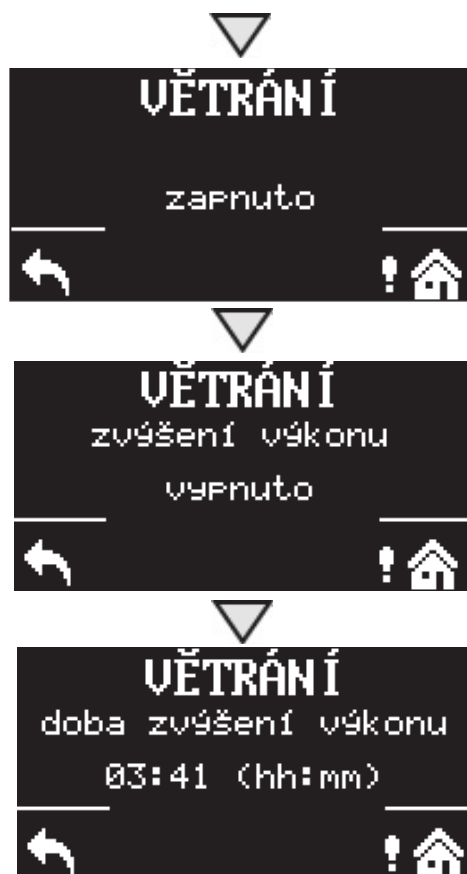 VĚTRÁNÍ
zapnuto
!
VĚTRÁNÍ
zvýšení výkonu
vypnuto
!
VĚTRÁNÍ
doba zvýšení výkonu
03:41 (hh:mm)
!